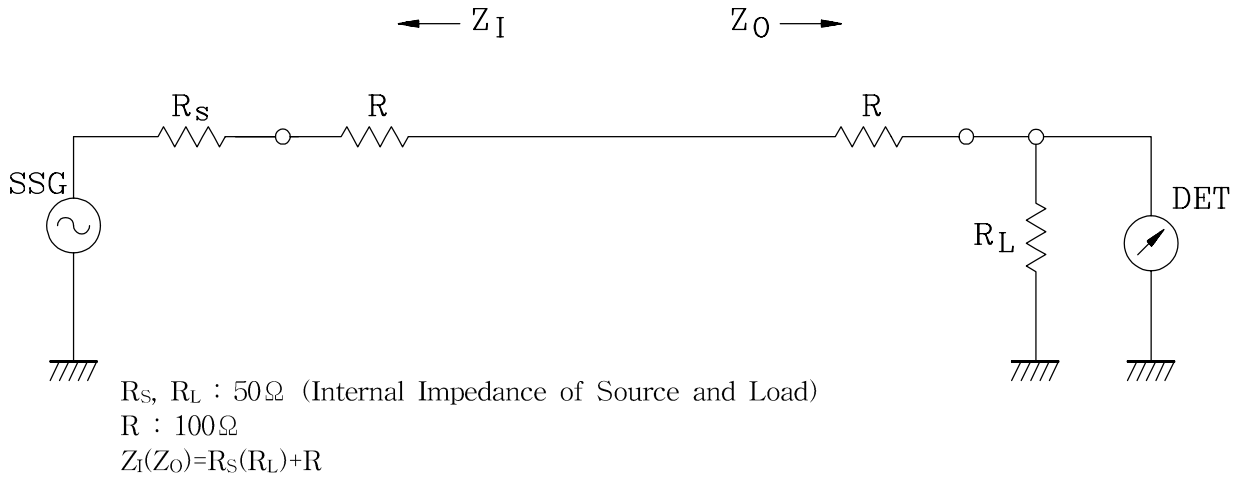 Z_I Z_O
R_S R R
SSG
DET
R_L
R_S, R_L : 50Ω (Internal Impedance of Source and Load)
R : 100Ω
Z_I(Z_O)=R_S(R_L)+R